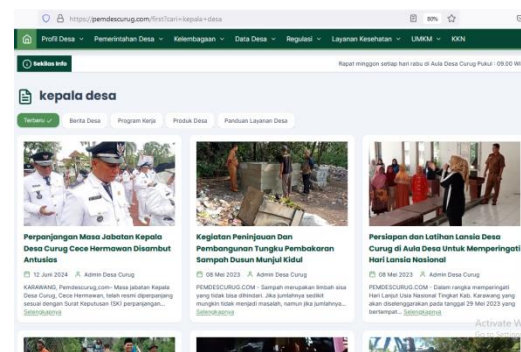 https://pemdescurug.com/first?cari=kepala+desa
80%
Profil Desa
Pemerintahan Desa
Kelembagaan
Data Desa
Regulasi
Layanan Kesehatan
UMKM
KKN
Sekilas Info
Rapat minggon setiap hari rabu di Aula Desa Curug Pukul : 09.00 WI
kepala desa
Terbaru
Berita Desa
Program Kerja
Produk Desa
Panduan Layanan Desa
Perpanjangan Masa Jabatan Kepala
Desa Curug Cece Hermawan Disambut
Antusias
12 Juni 2024 Admin Desa Curug
KARAWANG, Pemdescurug.com- Masa jabatan Kepala
Desa Curug, Cece Hermawan, telah resmi diperpanjang
sesuai dengan Surat Keputusan (SK) perpanjangan...
Selengkapnya
Kegiatan Peninjauan Dan
Pembangunan Tungku Pembakaran
Sampah Dusun Munjul Kidul
08 Mei 2023 Admin Desa Curug
PEMDESCURUG.COM - Sampah merupakan limbah sisa
yang tidak bisa dihindari. Jika jumlahnya sedikit
mungkin tidak menjadi masalah, namun jika jumlahnya...
Selengkapnya
Persiapan dan Latihan Lansia Desa
Curug di Aula Desa Untuk Memperingati
Hari Lansia Nasional
08 Mei 2023 Admin Desa Curug
PEMDESCURUG.COM - Dalam rangka memperingati
Hari Lanjut Usia Nasional Tingkat Kab. Karawang yang
akan diselenggarakan pada tanggal 29 Mei 2023 yang
bertempat... Selengkapnya
Activate W
Go to Setting